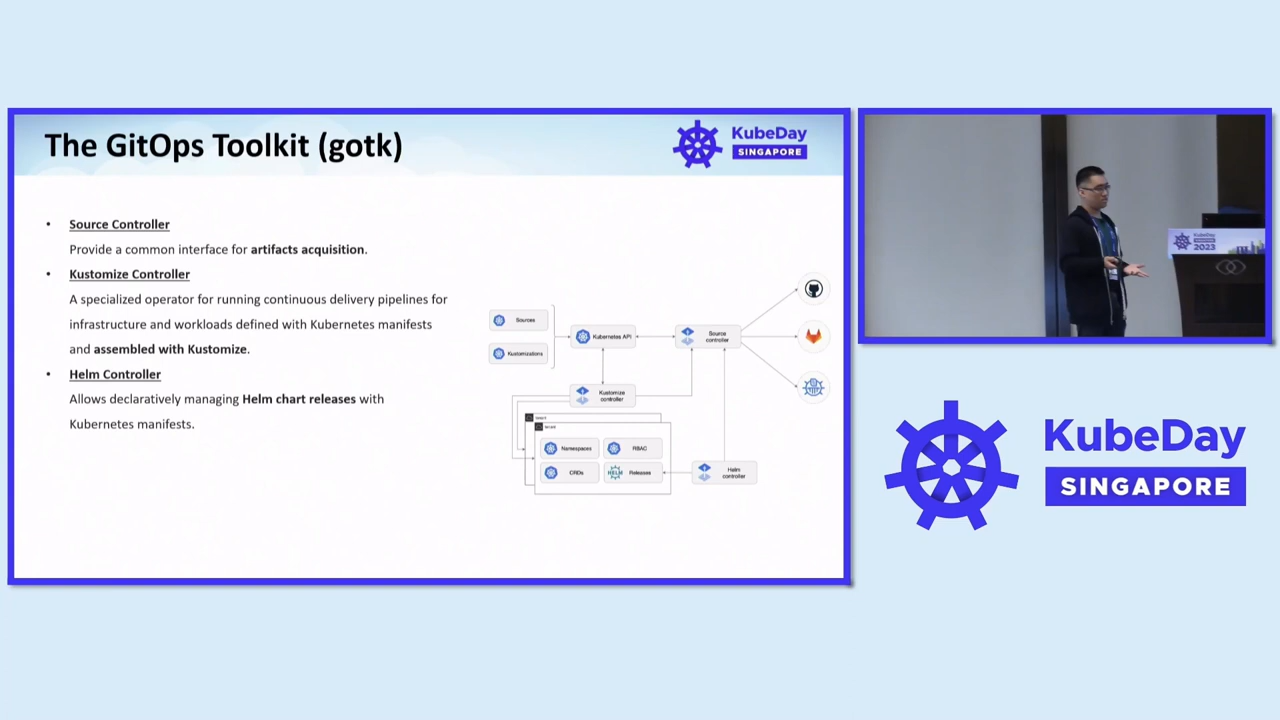 The GitOps Toolkit (gotk)
KubeDay
SINGAPORE
• Source Controller
Provide a common interface for artifacts acquisition.
• Kustomize Controller
A specialized operator for running continuous delivery pipelines for
infrastructure and workloads defined with Kubernetes manifests
and assembled with Kustomize.
• Helm Controller
Allows declaratively managing Helm chart releases with
Kubernetes manifests.
Sources
Kustomizations
Kubernetes API
Source
controller
Kustomize
controller
Namespaces
RBAC
CRDs
HELM
Releases
Helm
controller
KubeDay
2023
KubeDay
SINGAPORE